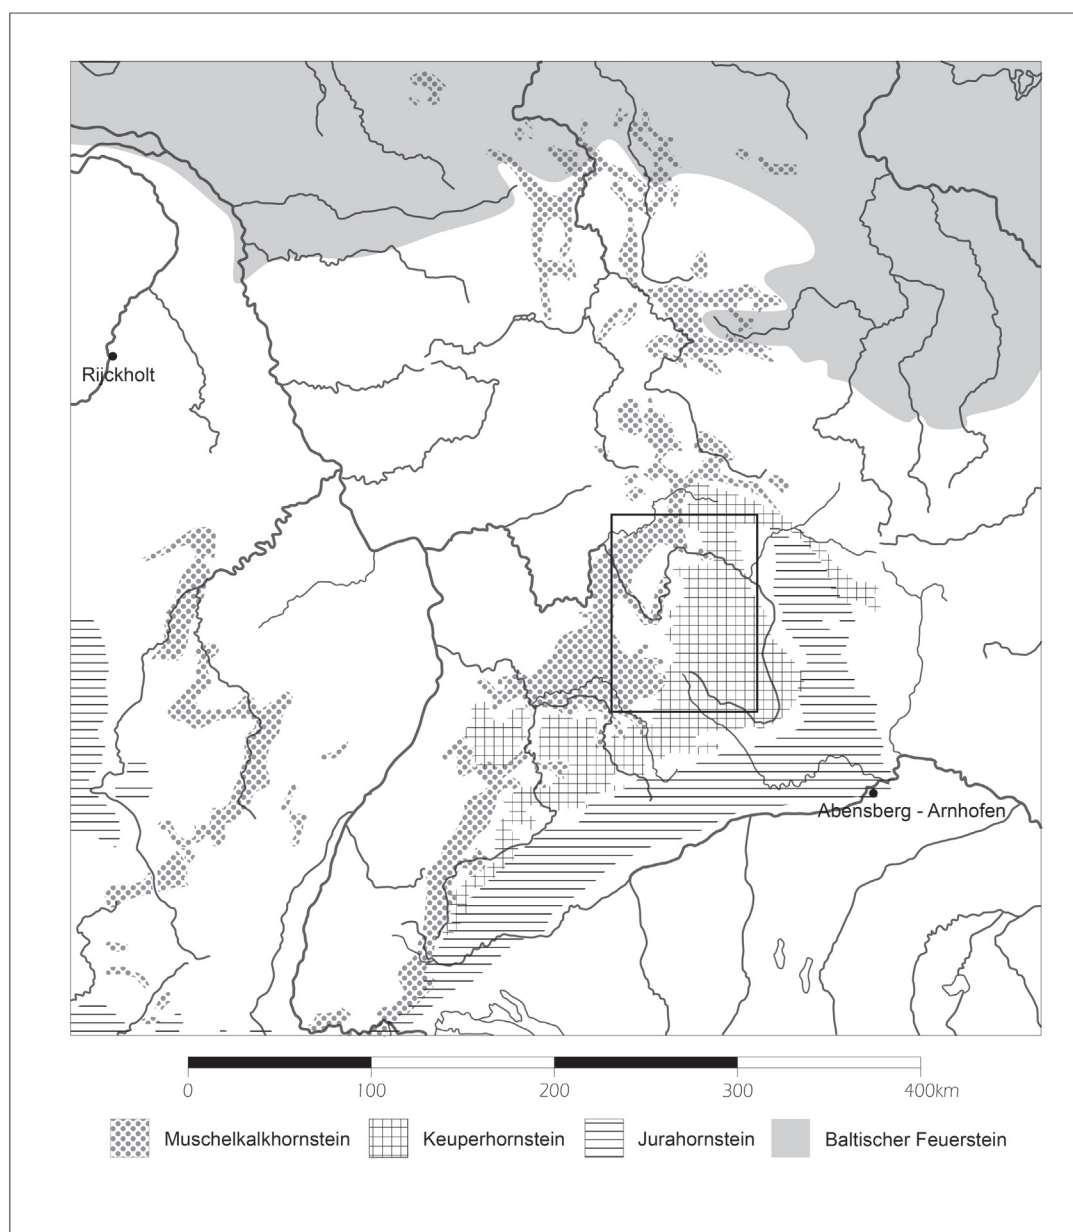 Rijckholt
Abensberg - Arnhofen
0 100 200 300 400km
Muschelkalkhornstein Keuperhornstein Jurahornstein Baltischer Feuerstein